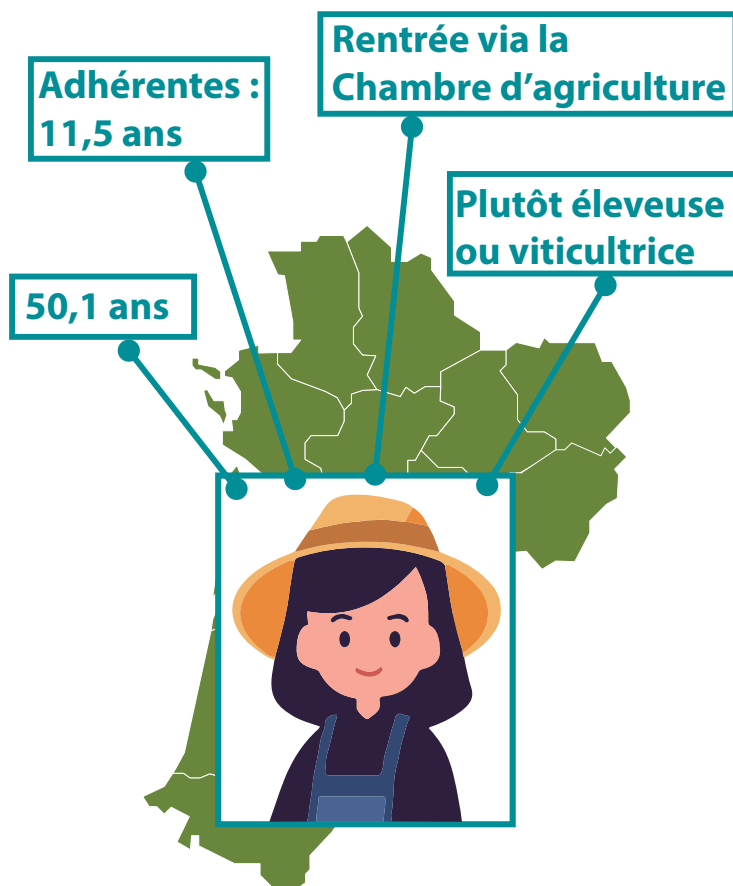 Rentrée via la
Chambre d'agriculture
Adhérentes :
11,5 ans
Plutôt éleveuse
ou viticultrice
50,1 ans